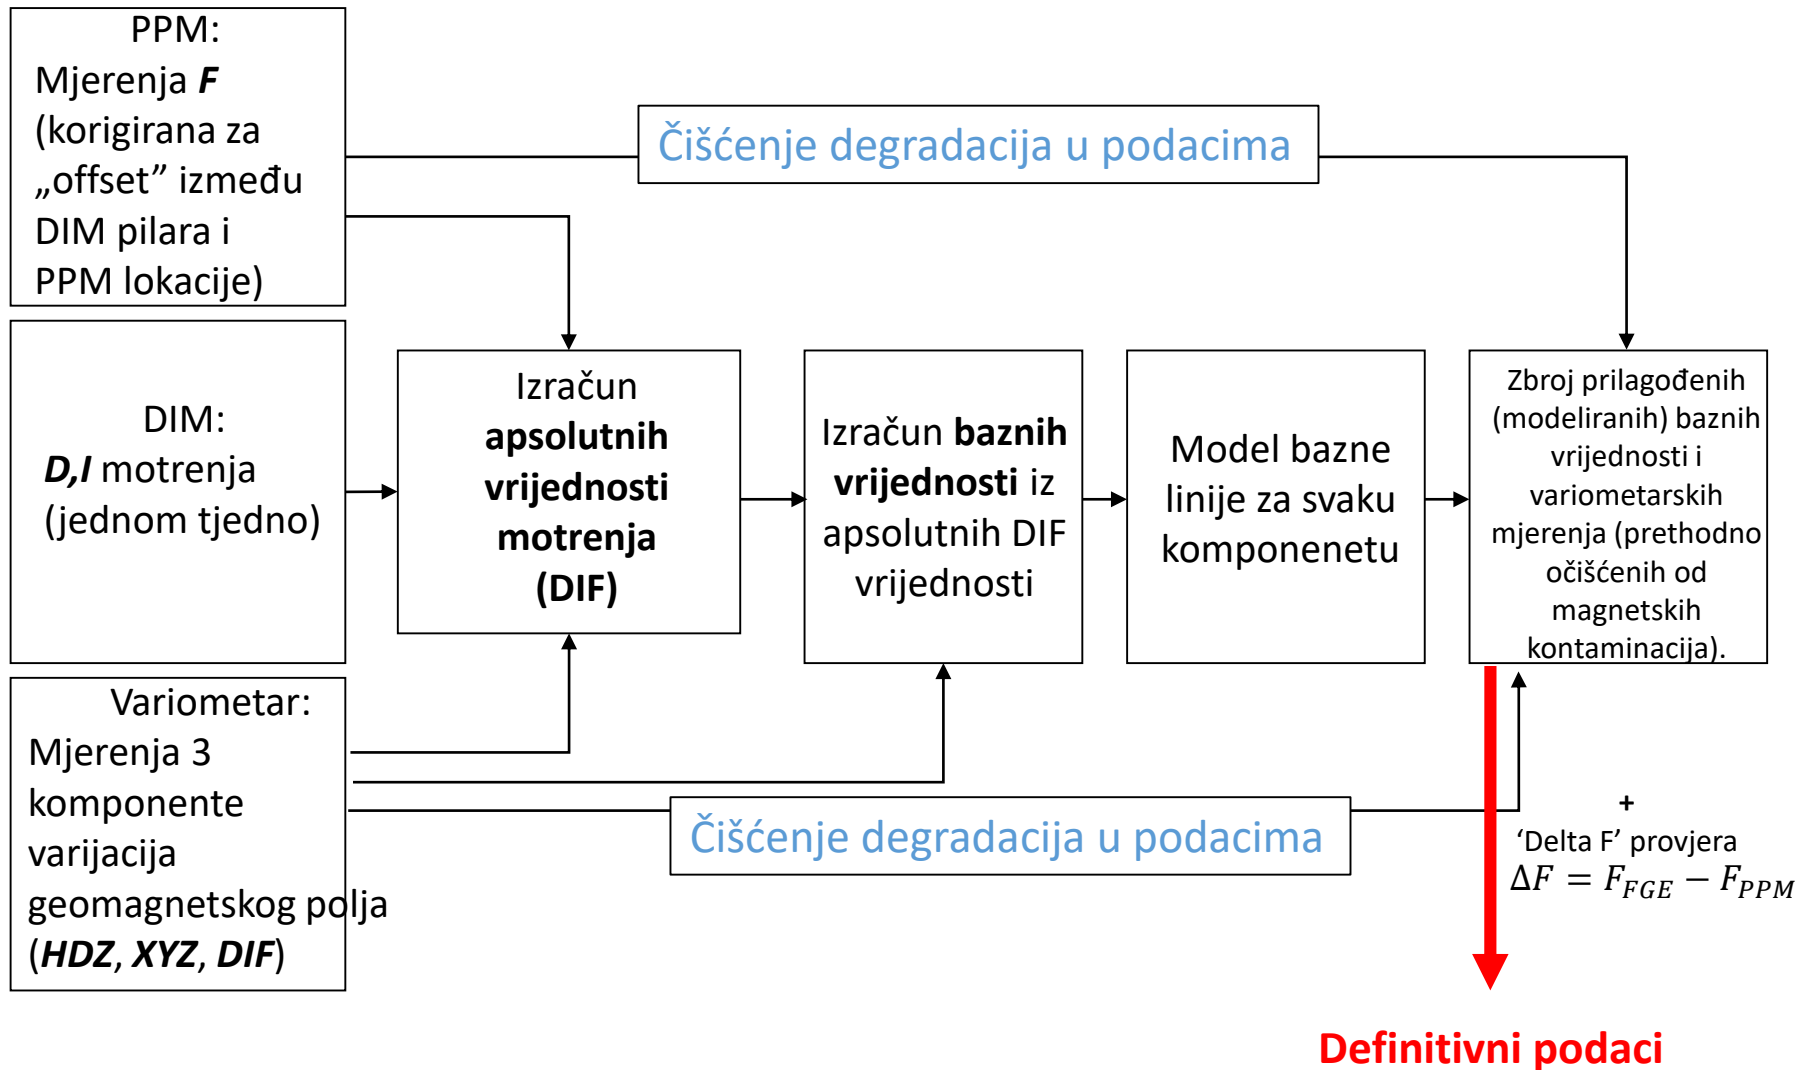 PPM:
Mjerenja F
(korigirana za
„offset” između
DIM pilara i
PPM lokacije)
Čišćenje degradacija u podacima
DIM:
D,I motrenja
(jednom tjedno)
Izračun
apsolutnih
vrijednosti
motrenja
(DIF)
Izračun baznih
vrijednosti iz
apsolutnih DIF
vrijednosti
Model bazne
linije za svaku
komponenetu
Zbroj prilagođenih
(modeliranih) baznih
vrijednosti i
variometarskih
mjerenja (prethodno
očišćenih od
magnetskih
kontaminacija).
Variometar:
Mjerenja 3
komponente
varijacija
geomagnetskog polja
(HDZ, XYZ, DIF)
Čišćenje degradacija u podacima
+
‘Delta F’ provjera
ΔF = F_FGE − F_PPM
Definitivni podaci